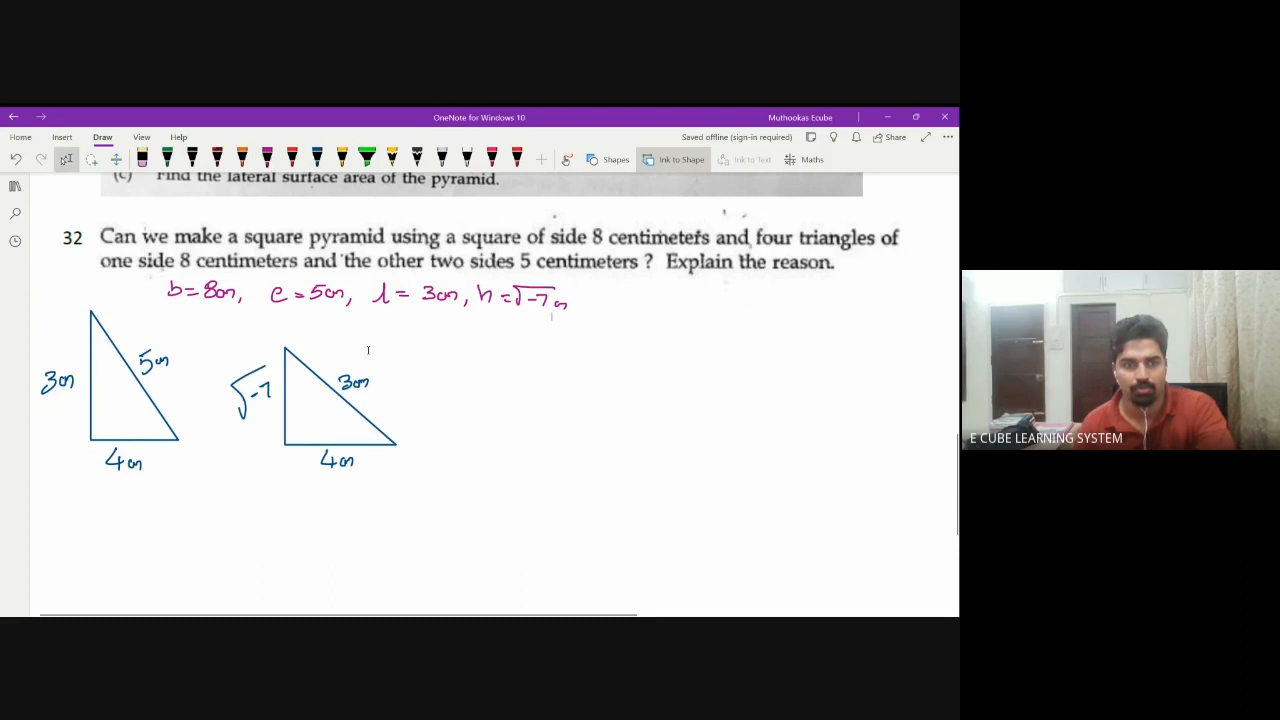 OneNote for Windows 10
Muthookas Ecube
Home Insert Draw View Help
Saved offline (sign-in required)
Share
Shapes
Ink to Shape
Ink to Text
Maths
(c) Find the lateral surface area of the pyramid.
32 Can we make a square pyramid using a square of side 8 centimeters and four triangles of
one side 8 centimeters and the other two sides 5 centimeters ? Explain the reason.
b = 8cm, e = 5cm, l = 3cm, h = √-7 cm
5cm
3cm
4cm
√-7
3cm
4cm
E CUBE LEARNING SYSTEM